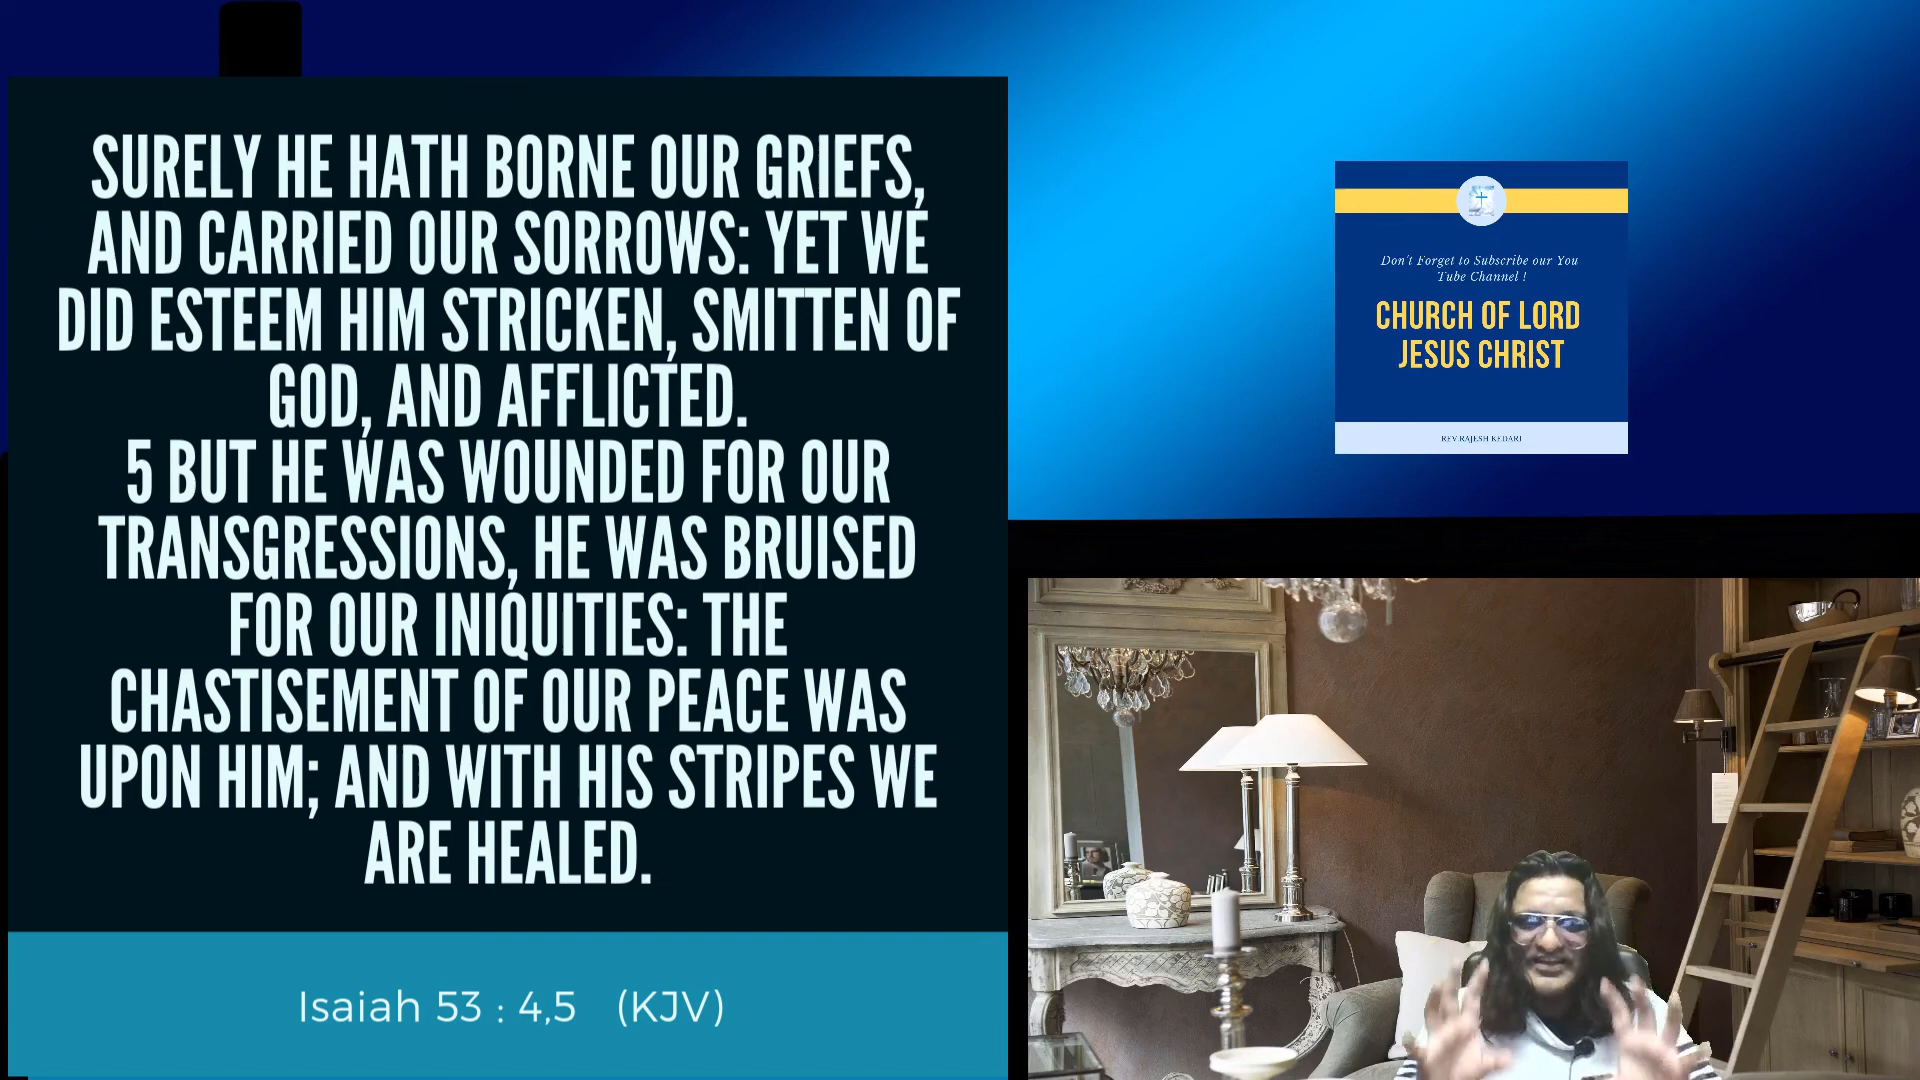 SURELY HE HATH BORNE OUR GRIEFS,
AND CARRIED OUR SORROWS: YET WE
DID ESTEEM HIM STRICKEN, SMITTEN OF
GOD, AND AFFLICTED.
5 BUT HE WAS WOUNDED FOR OUR
TRANSGRESSIONS, HE WAS BRUISED
FOR OUR INIQUITIES: THE
CHASTISEMENT OF OUR PEACE WAS
UPON HIM; AND WITH HIS STRIPES WE
ARE HEALED.
Isaiah 53 : 4,5 (KJV)
Don't Forget to Subscribe our You
Tube Channel !
CHURCH OF LORD
JESUS CHRIST
REV.RAJESH KEDARI